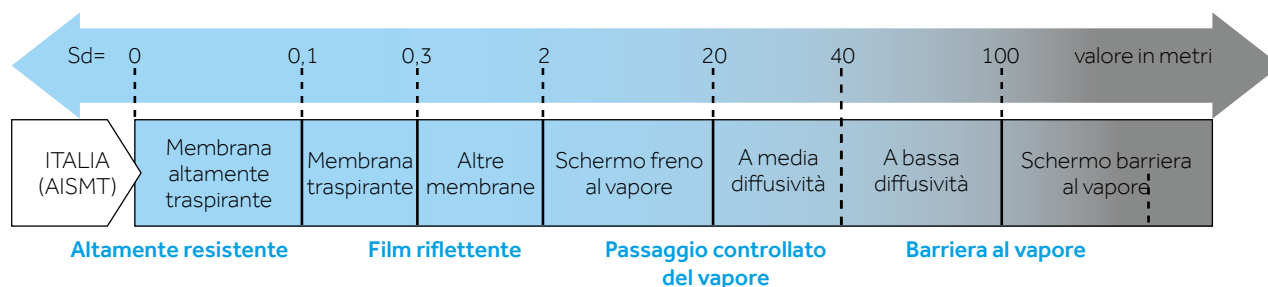 Sd= 0 0,1 0,3 2 20 40 100 valore in metri
ITALIA
(AISMT)
Membrana
altamente
traspirante
Membrana
traspirante
Altre
membrane
Schermo freno
al vapore
A media
diffusività
A bassa
diffusività
Schermo barriera
al vapore
Altamente resistente
Film riflettente
Passaggio controllato
del vapore
Barriera al vapore